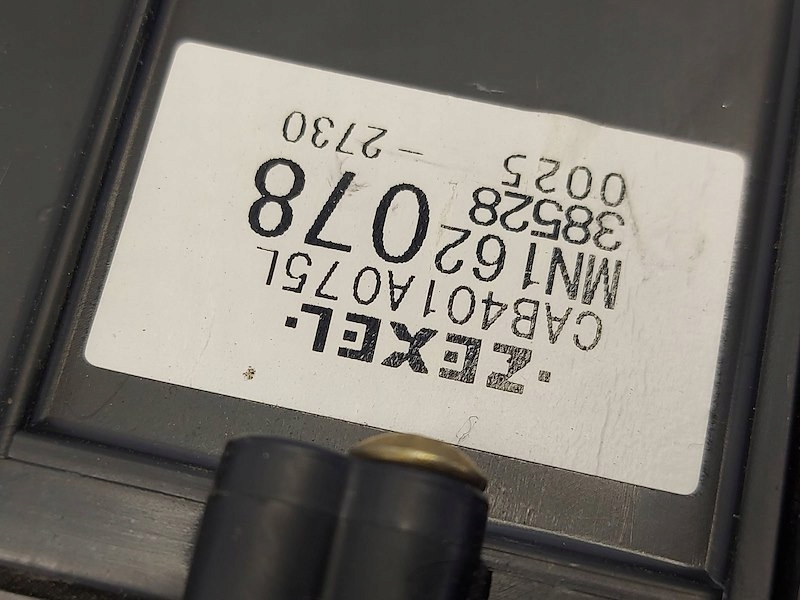 ·ZEXEL·
CAB401A075L
MN162078
38528
0025 - 2730